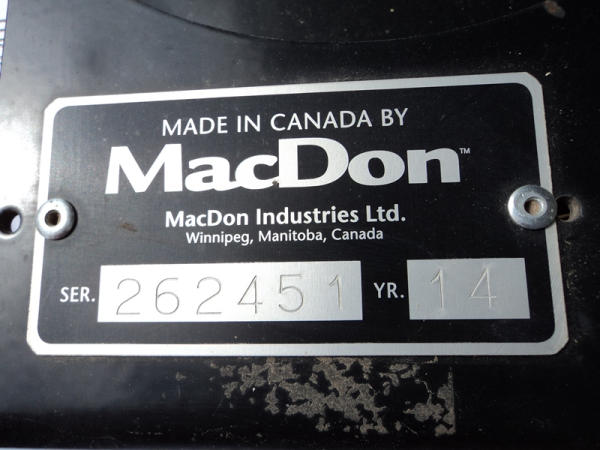 MADE IN CANADA BY
MacDon™
MacDon Industries Ltd.
Winnipeg, Manitoba, Canada
SER. 262451 YR. 14